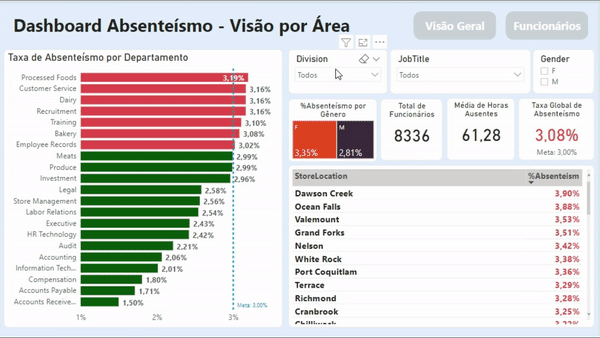 Dashboard Absenteísmo - Visão por Área
Visão Geral
Funcionários
Taxa de Absenteísmo por Departamento
Processed Foods 3,19%
Customer Service 3,16%
Dairy 3,16%
Recruitment 3,16%
Training 3,10%
Bakery 3,08%
Employee Records 3,02%
Meats 2,99%
Produce 2,99%
Investment 2,96%
Legal 2,58%
Store Management 2,56%
Labor Relations 2,54%
Executive 2,43%
HR Technology 2,42%
Audit 2,21%
Accounting 2,06%
Information Tech... 2,01%
Compensation 1,80%
Accounts Payable 1,71%
Accounts Receive... 1,50%
Meta: 3,00%
1% 2% 3%
Division
Todos
JobTitle
Todos
Gender
F
M
%Absenteísmo por
Gênero
F M
3,35% 2,81%
Total de
Funcionários
8336
Média de Horas
Ausentes
61,28
Taxa Global de
Absenteísmo
3,08%
Meta: 3,00%
StoreLocation %Absenteism
Dawson Creek 3,90%
Ocean Falls 3,88%
Valemount 3,53%
Grand Forks 3,51%
Nelson 3,42%
White Rock 3,38%
Port Coquitlam 3,36%
Terrace 3,29%
Richmond 3,28%
Cranbrook 3,25%